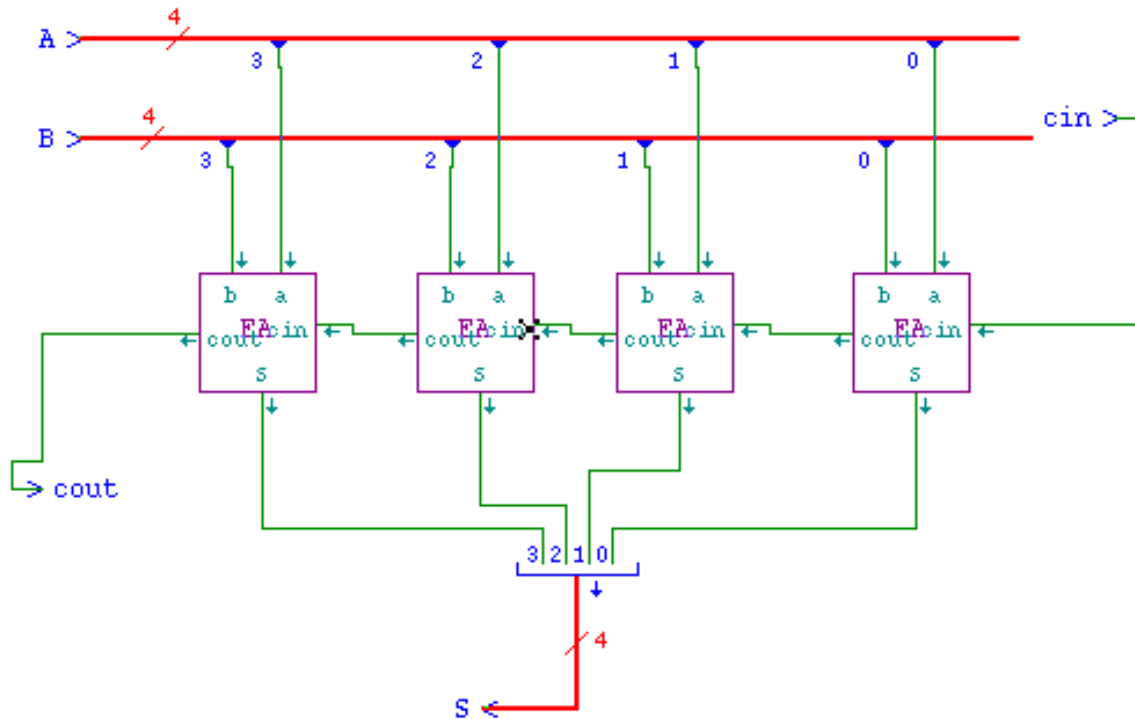 4
A
3 2 1 0
4
B
cin
3 2 1 0
b a b a b a b a
FA cin FA cin FA cin FA cin
cout cout cout cout
s s s s
cout
3 2 1 0
4
S